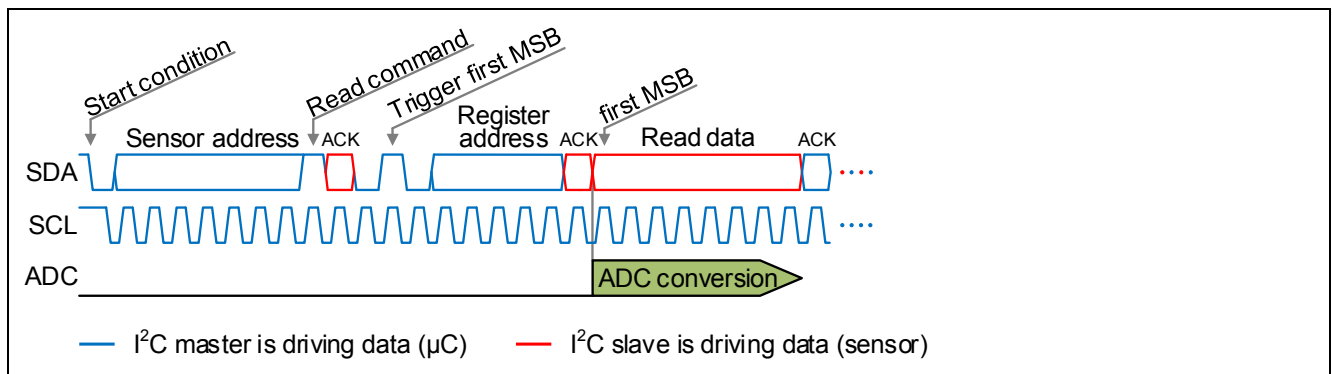 Start condition
Read command
Trigger first MSB
first MSB
Sensor address
ACK
Register
address
ACK
Read data
ACK
SDA
SCL
ADC
ADC conversion
I²C master is driving data (µC)
I²C slave is driving data (sensor)